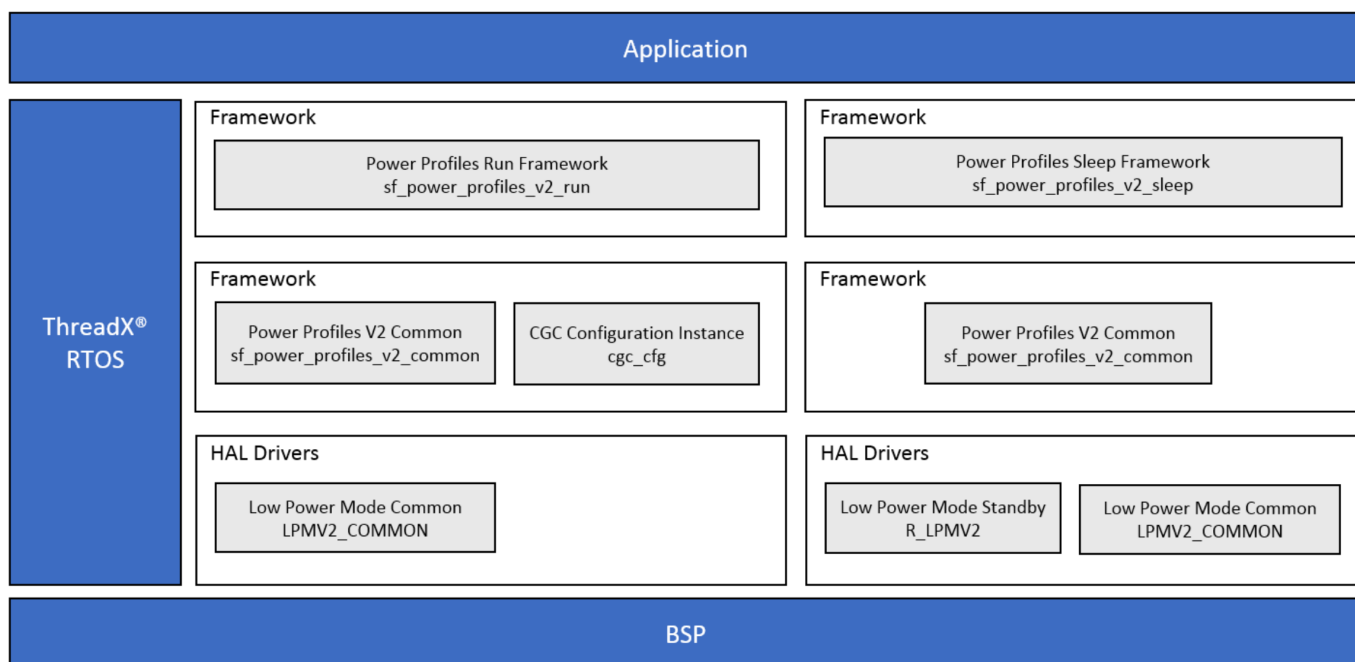 Application
ThreadX®
RTOS
Framework
Power Profiles Run Framework
sf_power_profiles_v2_run
Framework
Power Profiles Sleep Framework
sf_power_profiles_v2_sleep
Framework
Power Profiles V2 Common
sf_power_profiles_v2_common
CGC Configuration Instance
cgc_cfg
Framework
Power Profiles V2 Common
sf_power_profiles_v2_common
HAL Drivers
Low Power Mode Common
LPMV2_COMMON
HAL Drivers
Low Power Mode Standby
R_LPMV2
Low Power Mode Common
LPMV2_COMMON
BSP